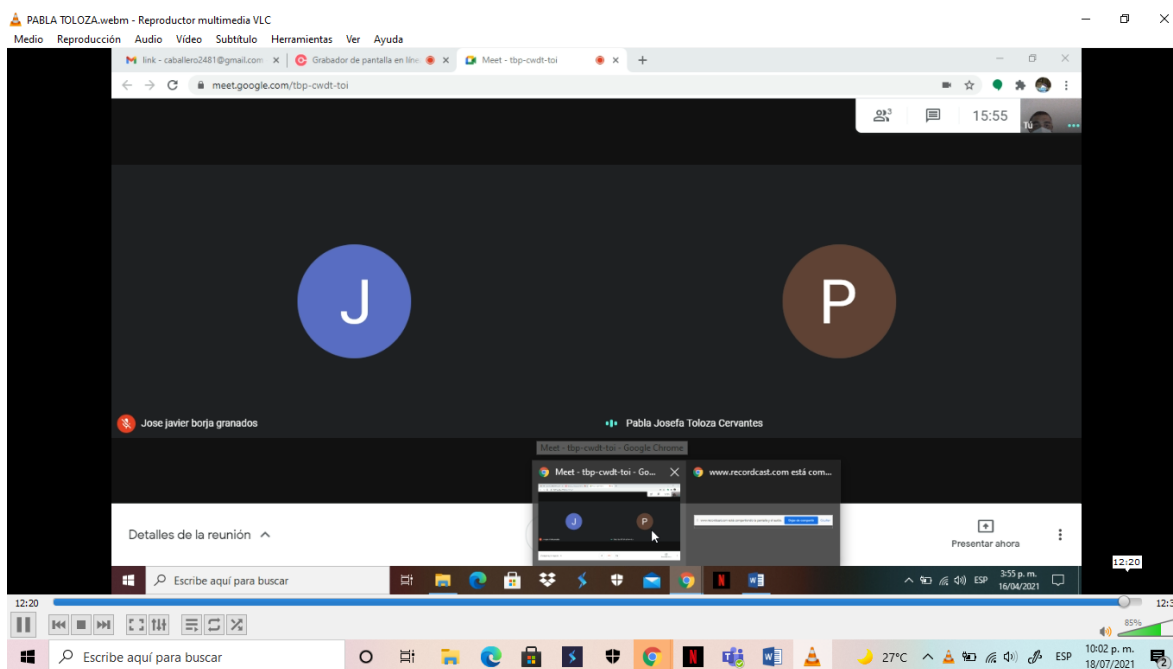 PABLA TOLOZA.webm - Reproductor multimedia VLC
Medio Reproducción Audio Vídeo Subtítulo Herramientas Ver Ayuda
link - caballero2481@gmail.com
Grabador de pantalla en líne
Meet - tbp-cwdt-toi
meet.google.com/tbp-cwdt-toi
3
15:55
Tú
J
P
Jose javier borja granados
Pabla Josefa Toloza Cervantes
Meet - tbp-cwdt-toi - Google Chrome
Meet - tbp-cwdt-toi - Go...
www.recordcast.com está com...
J
P
Detalles de la reunión
Presentar ahora
12:20
Escribe aquí para buscar
ESP
3:55 p. m.
16/04/2021
12:20
12:3
85%
Escribe aquí para buscar
27°C
ESP
10:02 p. m.
18/07/2021